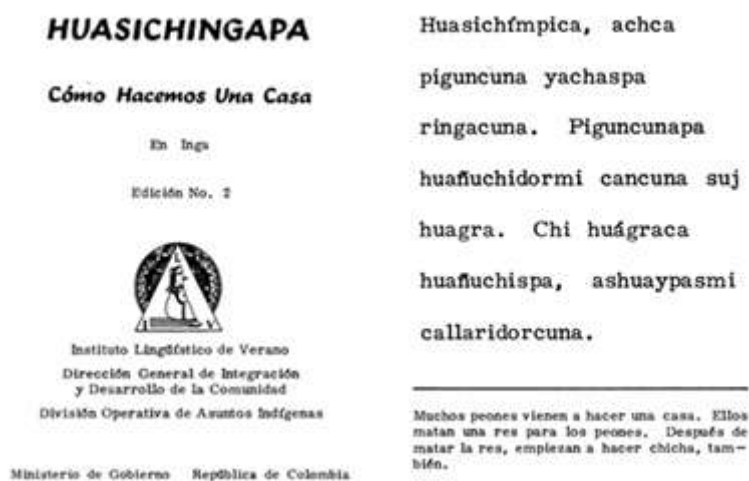 HUASICHINGAPA
Cómo Hacemos Una Casa
En Inga
Edición No. 2
Instituto Lingüístico de Verano
Dirección General de Integración
y Desarrollo de la Comunidad
División Operativa de Asuntos Indígenas
Ministerio de Gobierno República de Colombia
Huasichímpica, achca
piguncuna yachaspa
ringacuna. Piguncunapa
huañuchidormi cancuna suj
huagra. Chi huágraca
huañuchispa, ashuaypasmi
callaridorcuna.
Muchos peones vienen a hacer una casa. Ellos
matan una res para los peones. Después de
matar la res, empiezan a hacer chicha, tam-
bién.